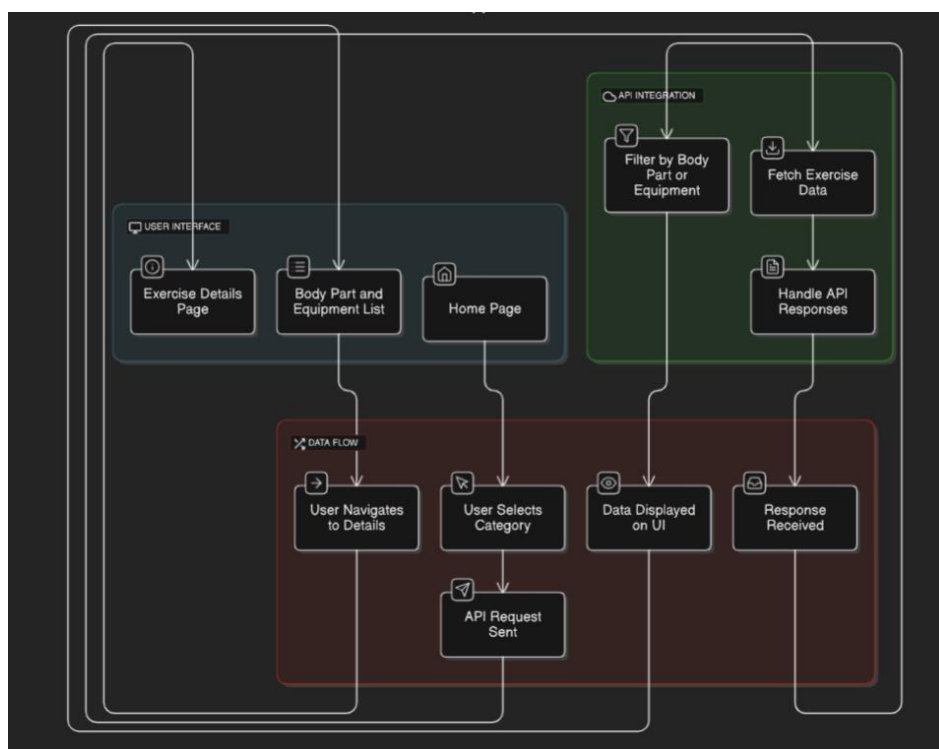 API INTEGRATION
Filter by Body
Part or
Equipment
Fetch Exercise
Data
USER INTERFACE
Exercise Details
Page
Body Part and
Equipment List
Home Page
Handle API
Responses
DATA FLOW
User Navigates
to Details
User Selects
Category
Data Displayed
on UI
Response
Received
API Request
Sent